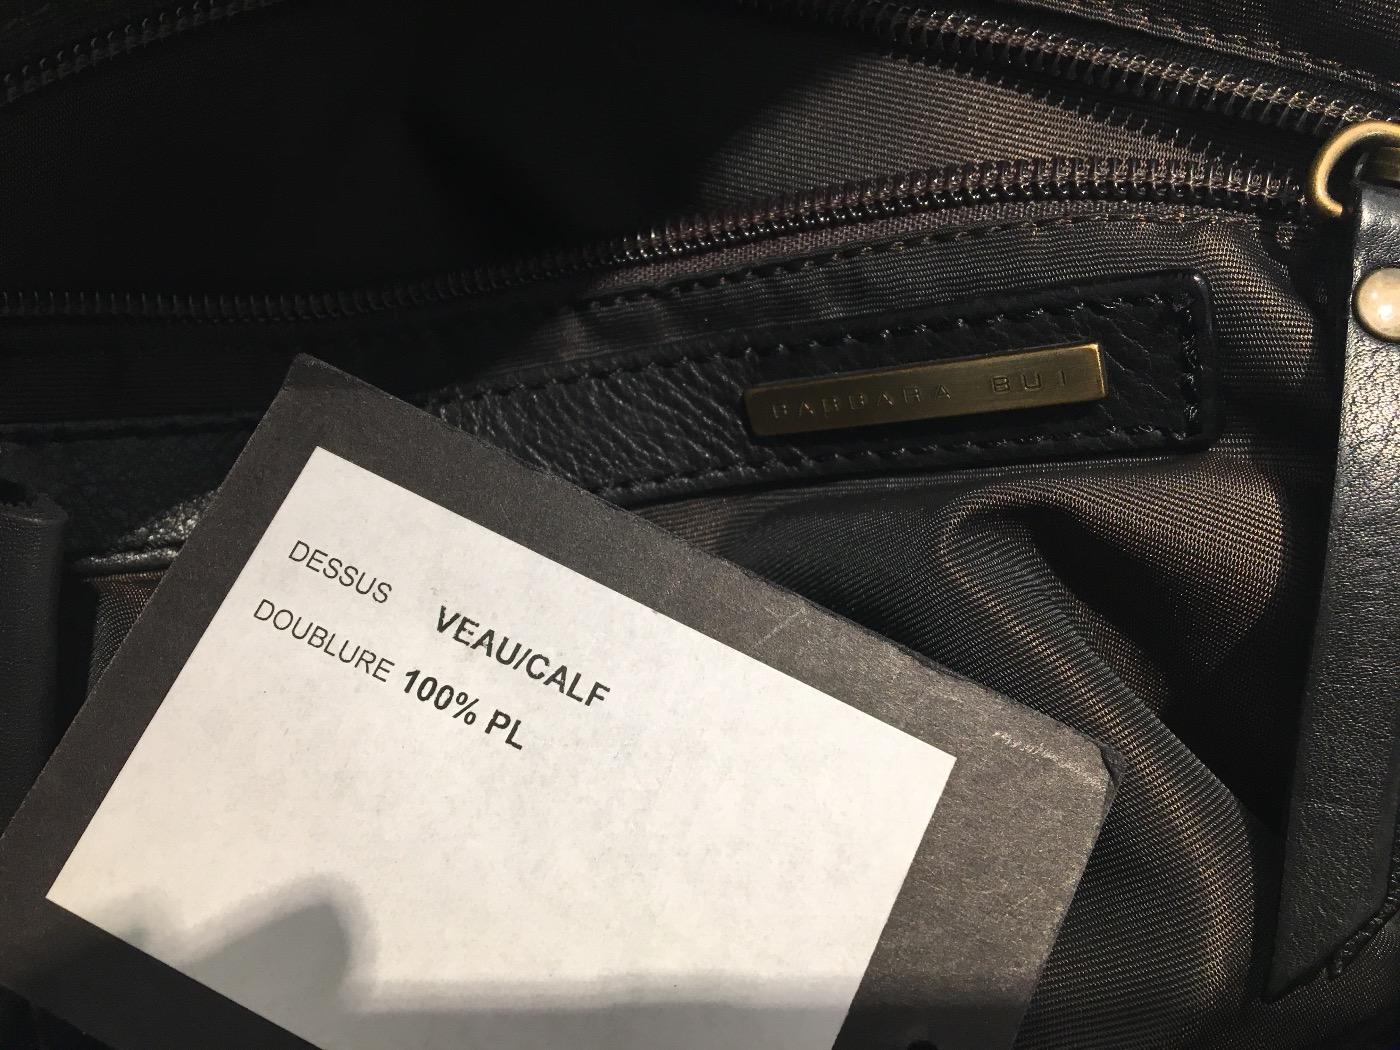 BARBARA BUI
DESSUS VEAU/CALF
DOUBLURE 100% PL